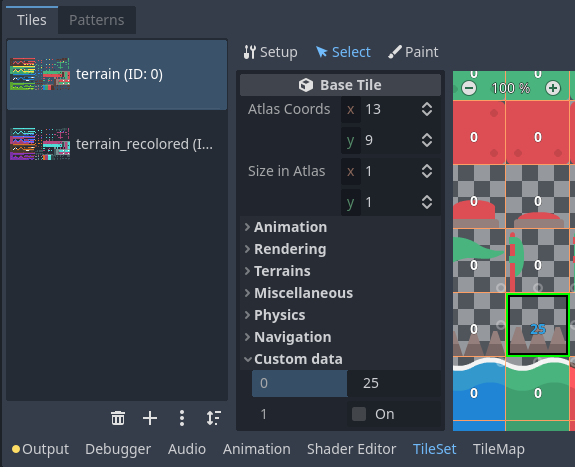 Tiles Patterns
terrain (ID: 0)
terrain_recolored (I...
Setup Select Paint
Base Tile
Atlas Coords x 13
y 9
Size in Atlas x 1
y 1
Animation
Rendering
Terrains
Miscellaneous
Physics
Navigation
Custom data
0 25
1 On
0 0
100 %
0 0
0 0
0 0
0 25
0 0
Output Debugger Audio Animation Shader Editor TileSet TileMap